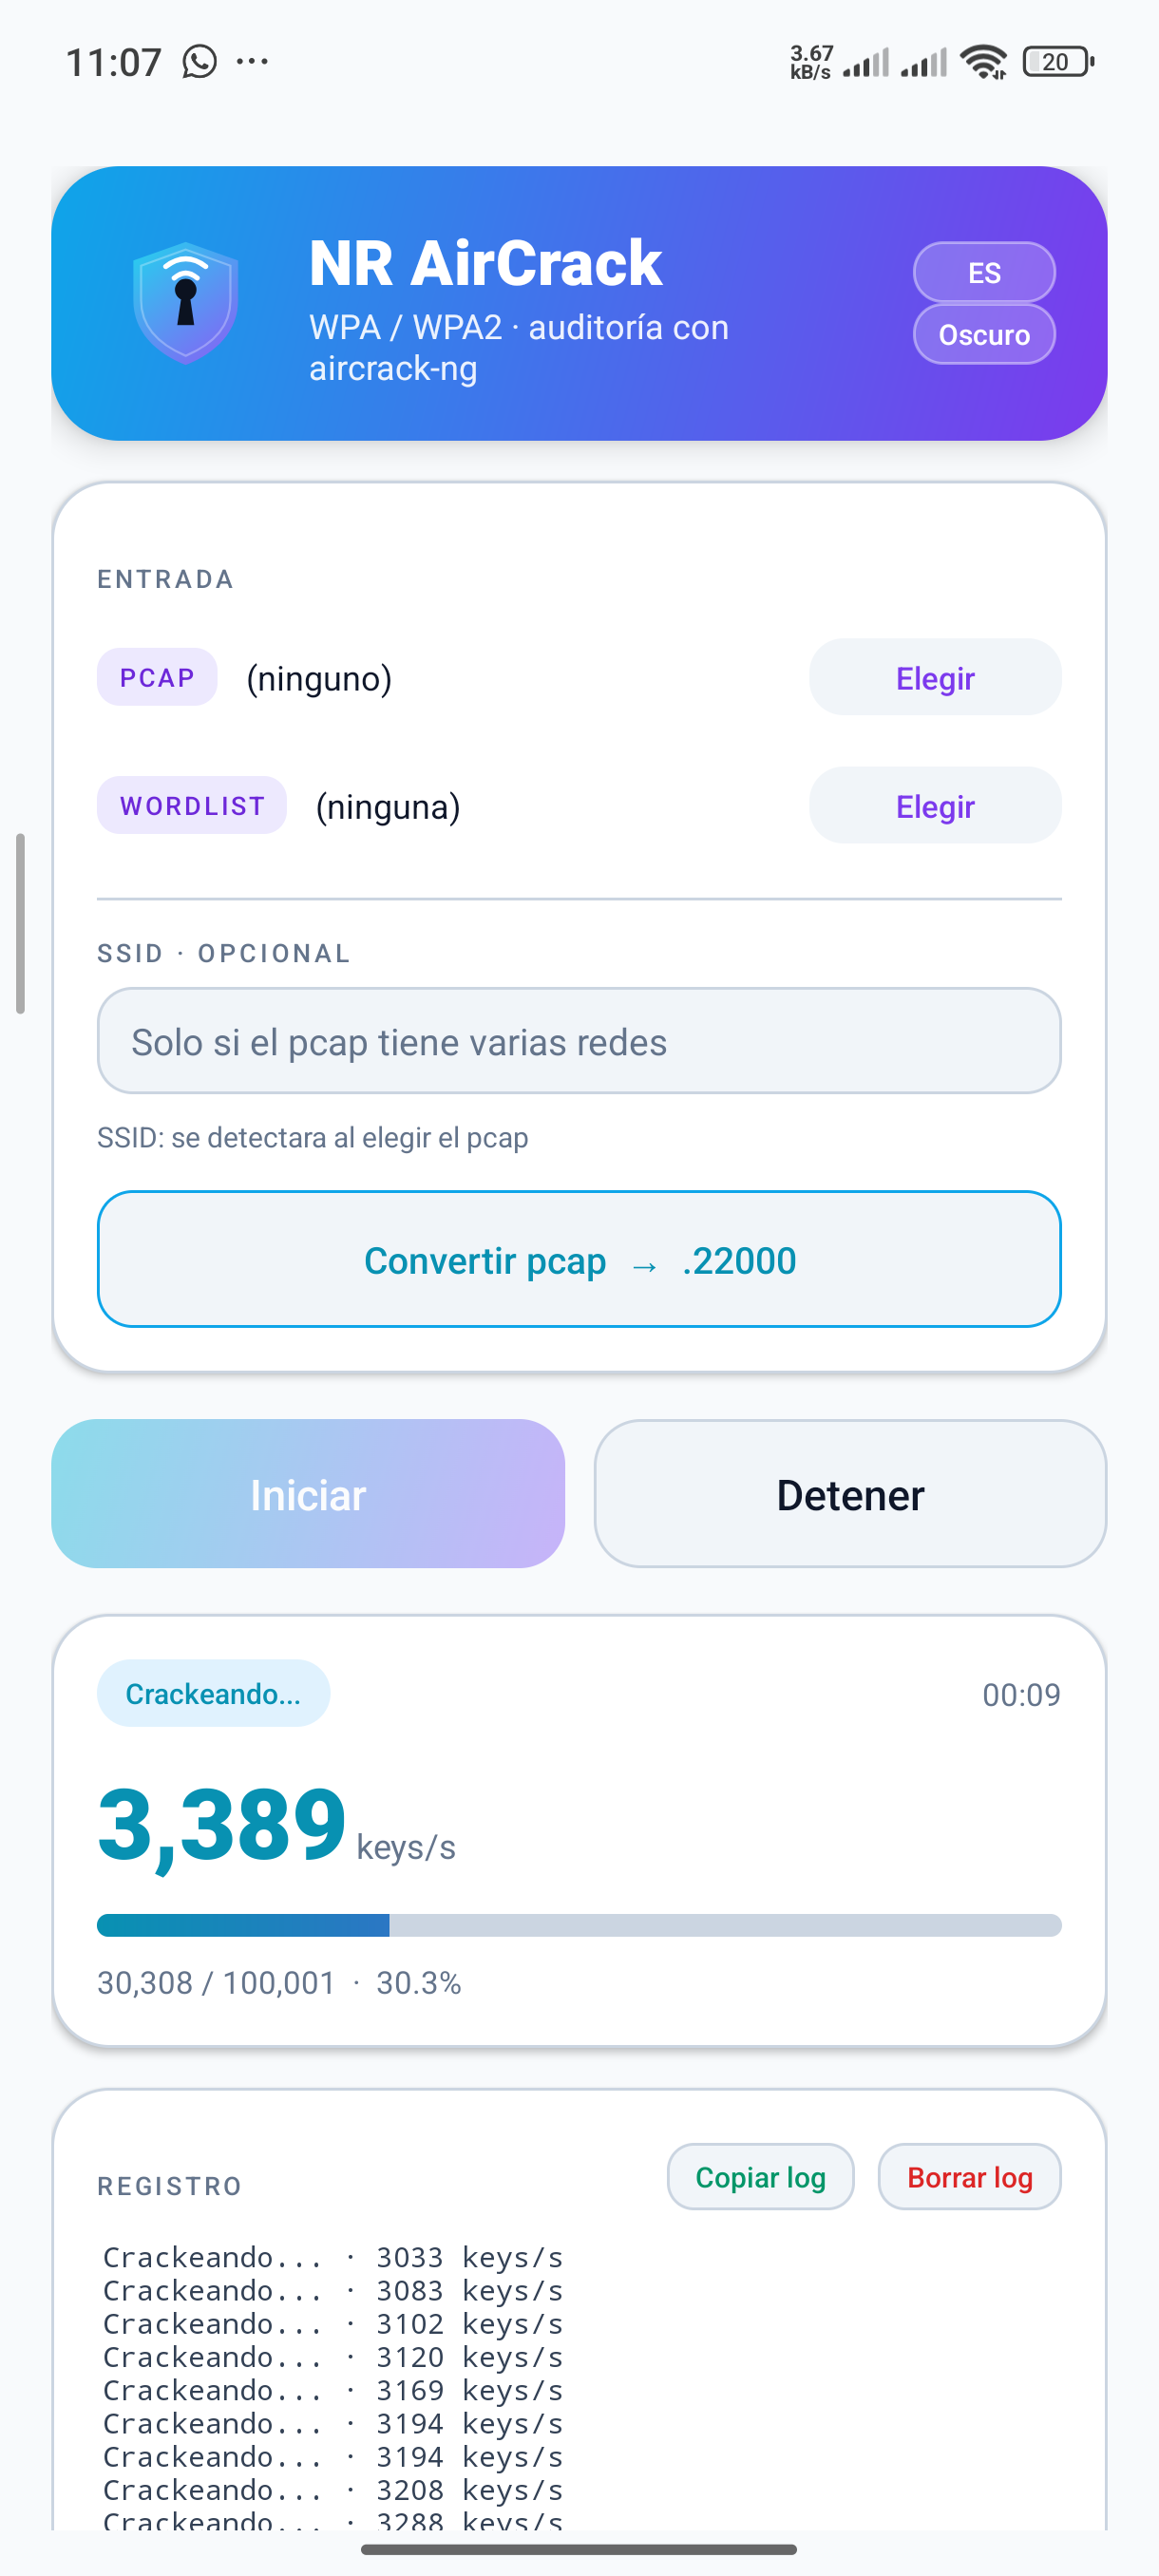 11:07 ...
3.67
kB/s
20
NR AirCrack
WPA / WPA2 · auditoría con
aircrack-ng
ES
Oscuro
ENTRADA
PCAP (ninguno) Elegir
WORDLIST (ninguna) Elegir
SSID · OPCIONAL
Solo si el pcap tiene varias redes
SSID: se detectara al elegir el pcap
Convertir pcap → .22000
Iniciar Detener
Crackeando... 00:09
3,389 keys/s
30,308 / 100,001 · 30.3%
REGISTRO Copiar log Borrar log
Crackeando... · 3033 keys/s
Crackeando... · 3083 keys/s
Crackeando... · 3102 keys/s
Crackeando... · 3120 keys/s
Crackeando... · 3169 keys/s
Crackeando... · 3194 keys/s
Crackeando... · 3194 keys/s
Crackeando... · 3208 keys/s
Crackeando... · 3288 keys/s